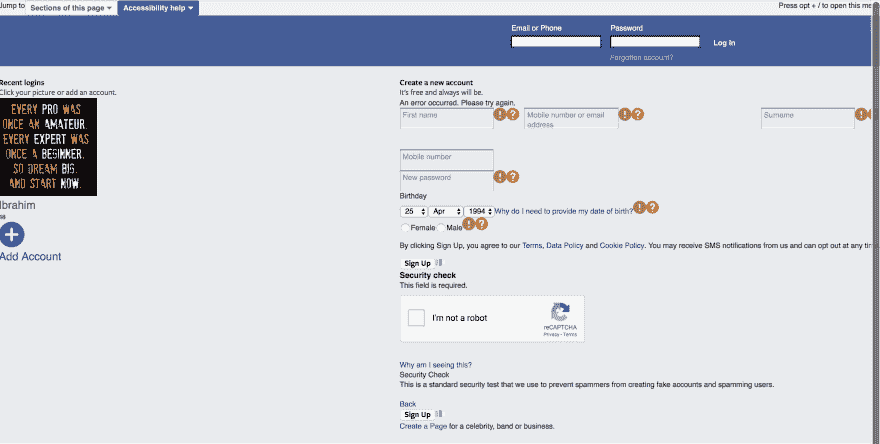 Jump to
Sections of this page
Accessibility help
Press opt + / to open this me
Email or Phone
Password
Log In
Forgotten account?
Recent logins
Click your picture or add an account.
EVERY PRO WAS
ONCE AN AMATEUR.
EVERY EXPERT WAS
ONCE A BEGINNER.
SO DREAM BIG.
AND START NOW.
Ibrahim
Add Account
Create a new account
It's free and always will be.
An error occurred. Please try again.
First name
Mobile number or email address
Surname
Mobile number
New password
Birthday
25 Apr 1994 Why do I need to provide my date of birth?
Female Male
By clicking Sign Up, you agree to our Terms, Data Policy and Cookie Policy. You may receive SMS notifications from us and can opt out at any
Sign Up
Security check
This field is required.
I'm not a robot
reCAPTCHA
Privacy - Terms
Why am I seeing this?
Security Check
This is a standard security test that we use to prevent spammers from creating fake accounts and spamming users.
Back
Sign Up
Create a Page for a celebrity, band or business.